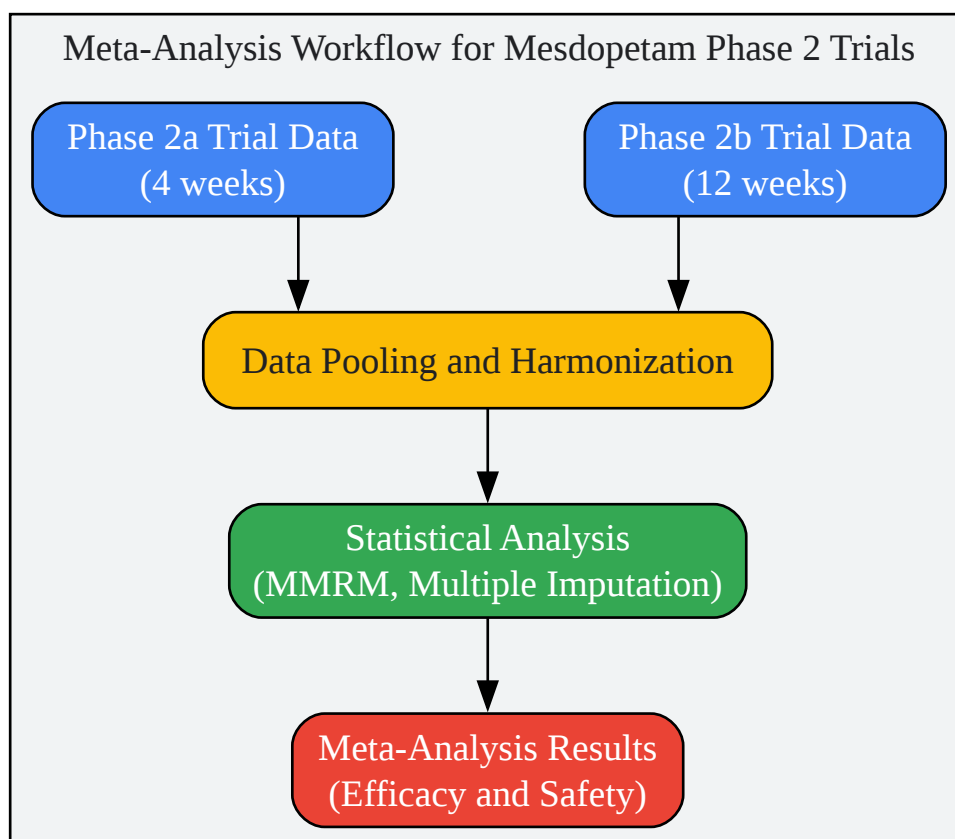 Meta-Analysis Workflow for Mesdopetam Phase 2 Trials
Phase 2a Trial Data
(4 weeks)
Phase 2b Trial Data
(12 weeks)
Data Pooling and Harmonization
Statistical Analysis
(MMRM, Multiple Imputation)
Meta-Analysis Results
(Efficacy and Safety)